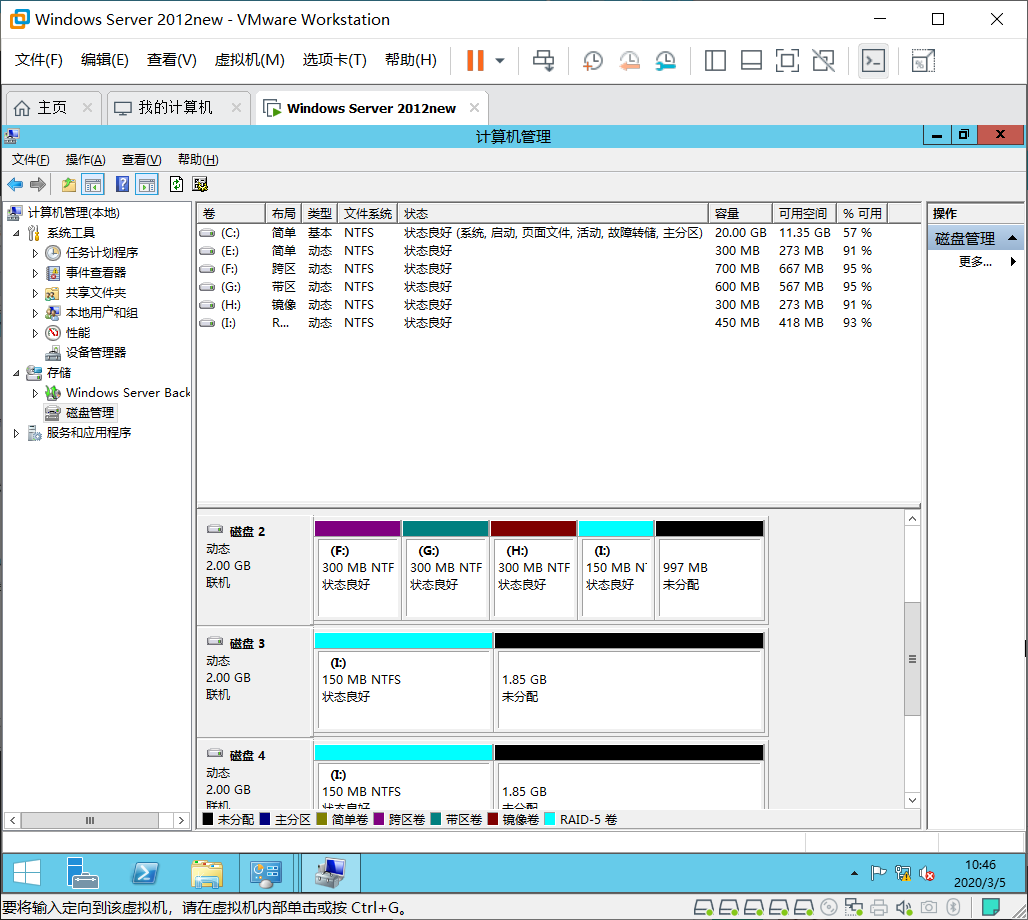 Windows Server 2012new - VMware Workstation
文件(F) 编辑(E) 查看(V) 虚拟机(M) 选项卡(T) 帮助(H)
主页 我的计算机 Windows Server 2012new
计算机管理
文件(F) 操作(A) 查看(V) 帮助(H)
计算机管理(本地)
系统工具
任务计划程序
事件查看器
共享文件夹
本地用户和组
性能
设备管理器
存储
Windows Server Back
磁盘管理
服务和应用程序
卷 布局 类型 文件系统 状态 容量 可用空间 % 可用
(C:) 简单 基本 NTFS 状态良好 (系统, 启动, 页面文件, 活动, 故障转储, 主分区) 20.00 GB 11.35 GB 57 %
(E:) 简单 动态 NTFS 状态良好 300 MB 273 MB 91 %
(F:) 跨区 动态 NTFS 状态良好 700 MB 667 MB 95 %
(G:) 带区 动态 NTFS 状态良好 600 MB 567 MB 95 %
(H:) 镜像 动态 NTFS 状态良好 300 MB 273 MB 91 %
(I:) R... 动态 NTFS 状态良好 450 MB 418 MB 93 %
操作
磁盘管理
更多...
磁盘 2
动态
2.00 GB
联机
(F:)
300 MB NTF
状态良好
(G:)
300 MB NTF
状态良好
(H:)
300 MB NTF
状态良好
(I:)
150 MB N
状态良好
997 MB
未分配
磁盘 3
动态
2.00 GB
联机
(I:)
150 MB NTFS
状态良好
1.85 GB
未分配
磁盘 4
动态
2.00 GB
联机
(I:)
150 MB NTFS
状态良好
1.85 GB
未分配
未分配 主分区 简单卷 跨区卷 带区卷 镜像卷 RAID-5 卷
10:46
2020/3/5
要将输入定向到该虚拟机，请在虚拟机内部单击或按 Ctrl+G。